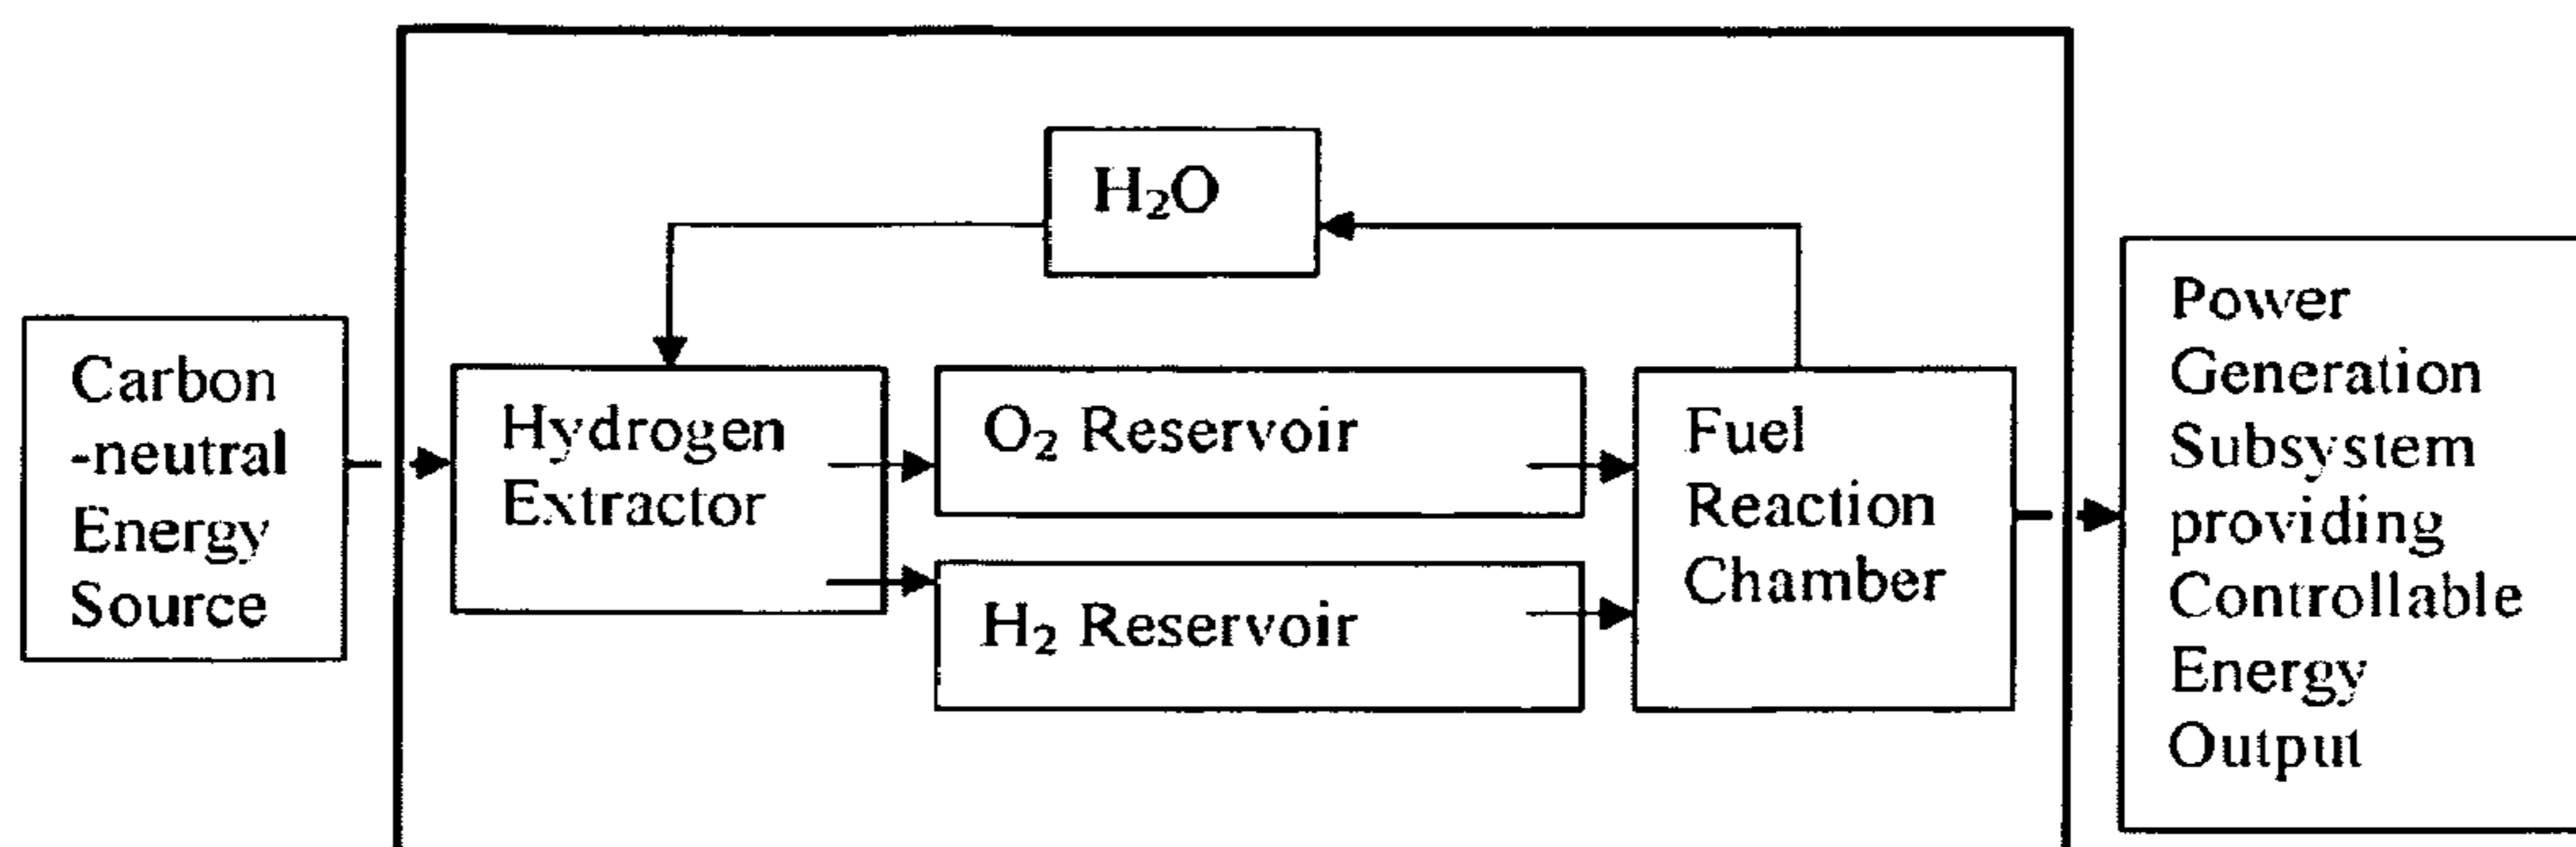 Carbon
-neutral
Energy
Source
H₂O
Hydrogen
Extractor
O₂ Reservoir
H₂ Reservoir
Fuel
Reaction
Chamber
Power
Generation
Subsystem
providing
Controllable
Energy
Output